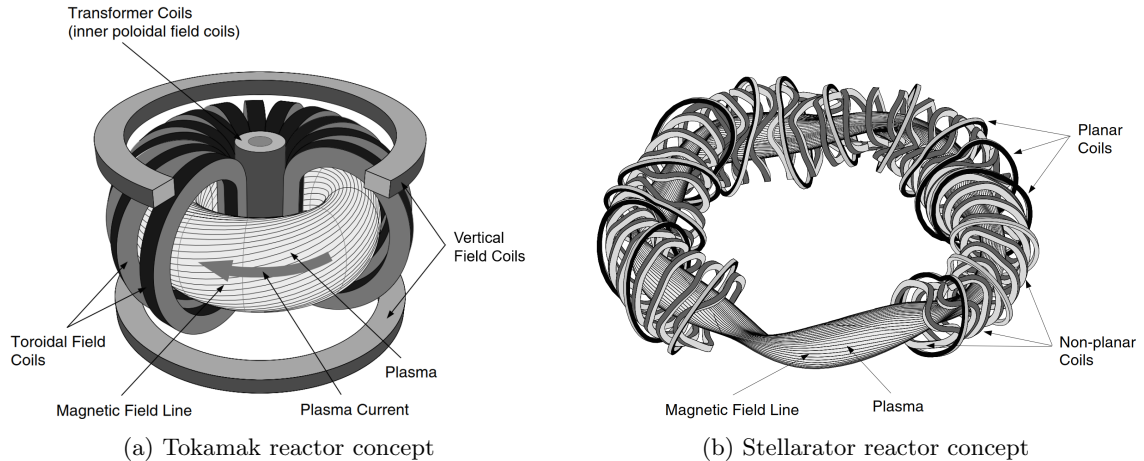 Transformer Coils
(inner poloidal field coils)
Vertical
Field Coils
Toroidal Field
Coils
Plasma
Magnetic Field Line
Plasma Current
(a) Tokamak reactor concept
Planar
Coils
Non-planar
Coils
Magnetic Field Line
Plasma
(b) Stellarator reactor concept